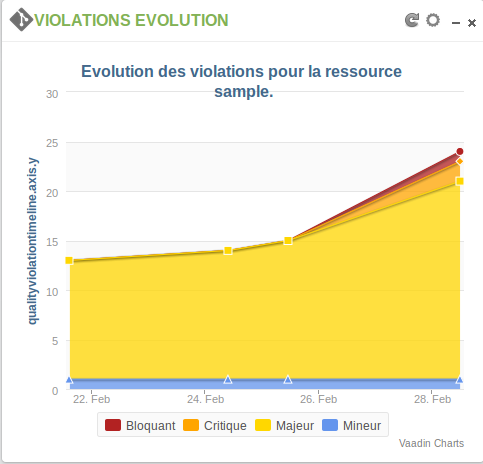 VIOLATIONS EVOLUTION
Evolution des violations pour la ressource
sample.
qualityviolationtimeline.axis.y
30
25
20
15
10
5
0
22. Feb
24. Feb
26. Feb
28. Feb
Bloquant
Critique
Majeur
Mineur
Vaadin Charts